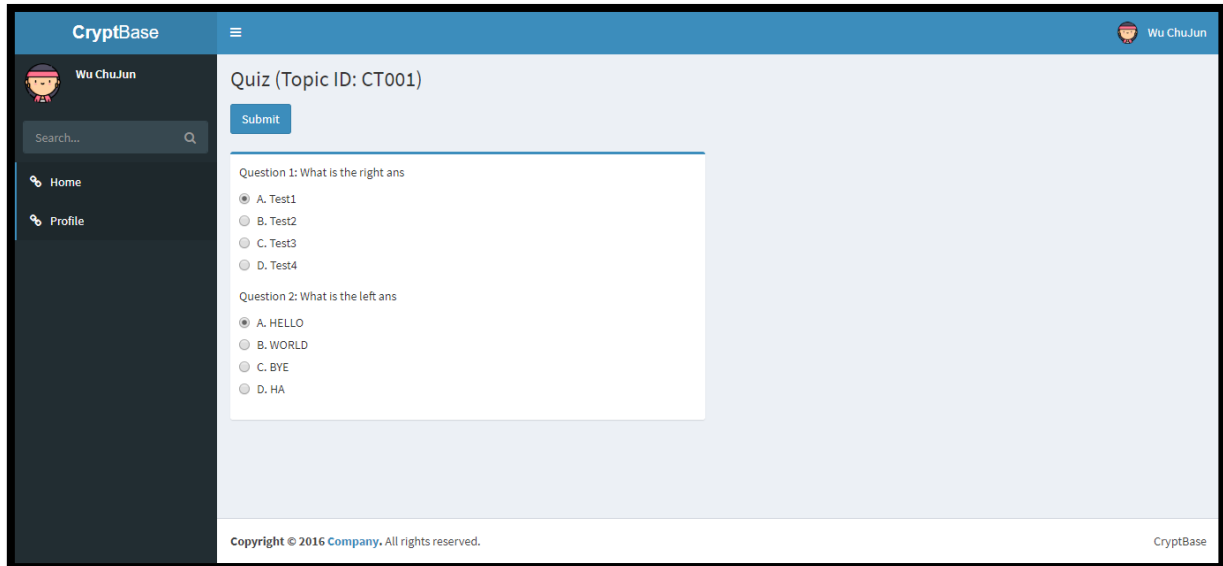 CryptBase
Wu ChuJun
Wu ChuJun
Search...
Home
Profile
Quiz (Topic ID: CT001)
Submit
Question 1: What is the right ans
A. Test1
B. Test2
C. Test3
D. Test4
Question 2: What is the left ans
A. HELLO
B. WORLD
C. BYE
D. HA
Copyright © 2016 Company. All rights reserved.
CryptBase